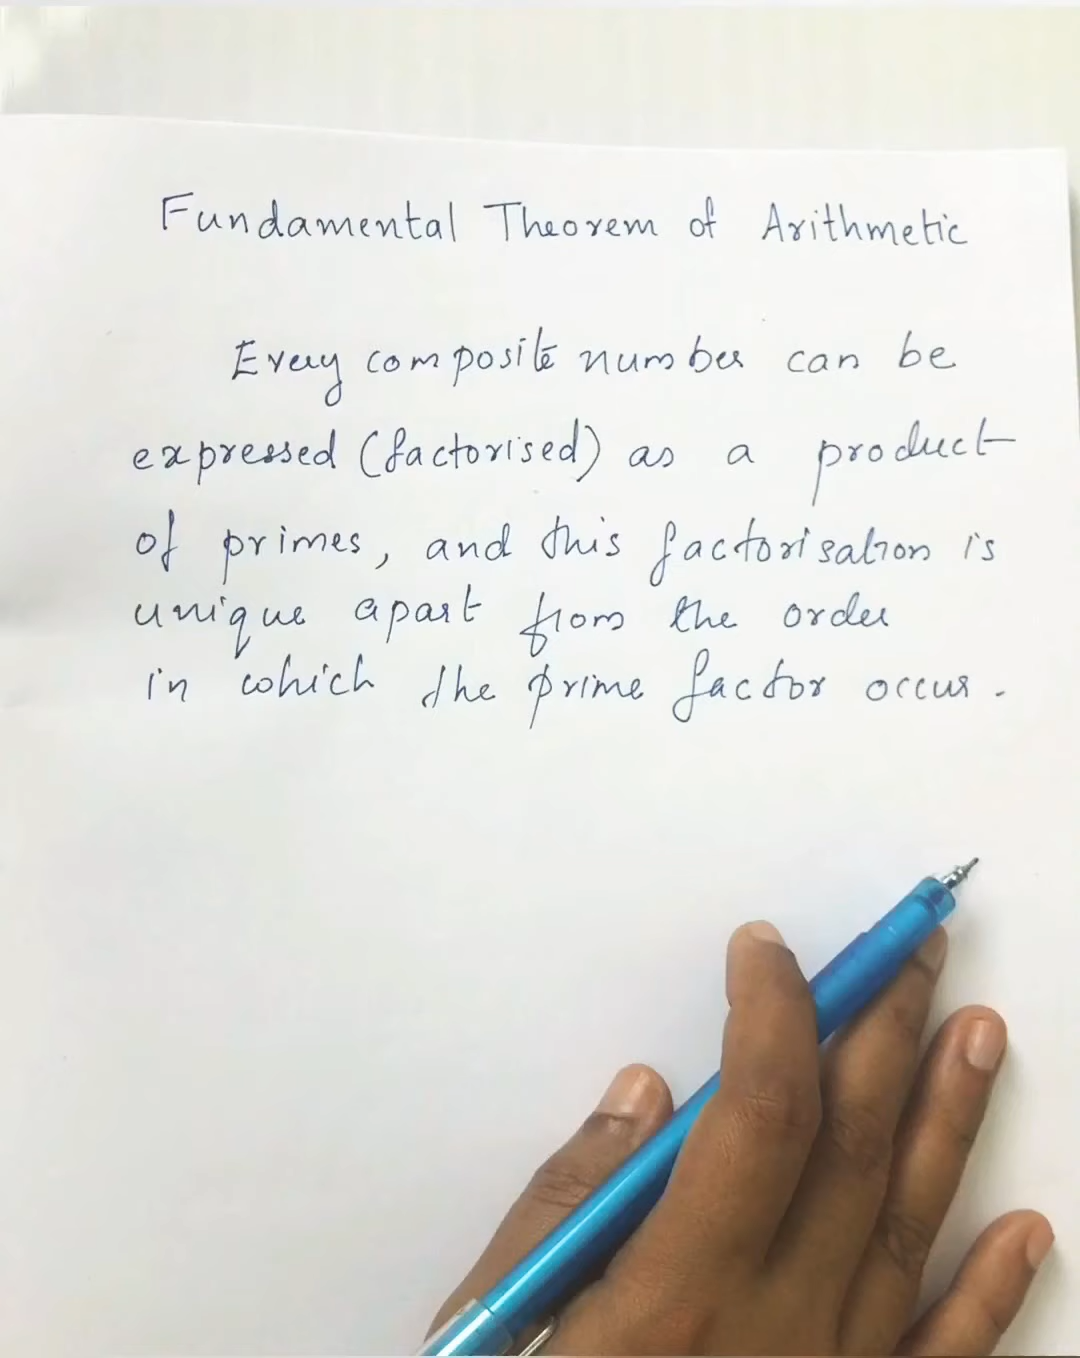 Fundamental Theorem of Arithmetic
Every composite number can be
expressed (factorised) as a product
of primes, and this factorisation is
unique apart from the order
in which the prime factor occur.